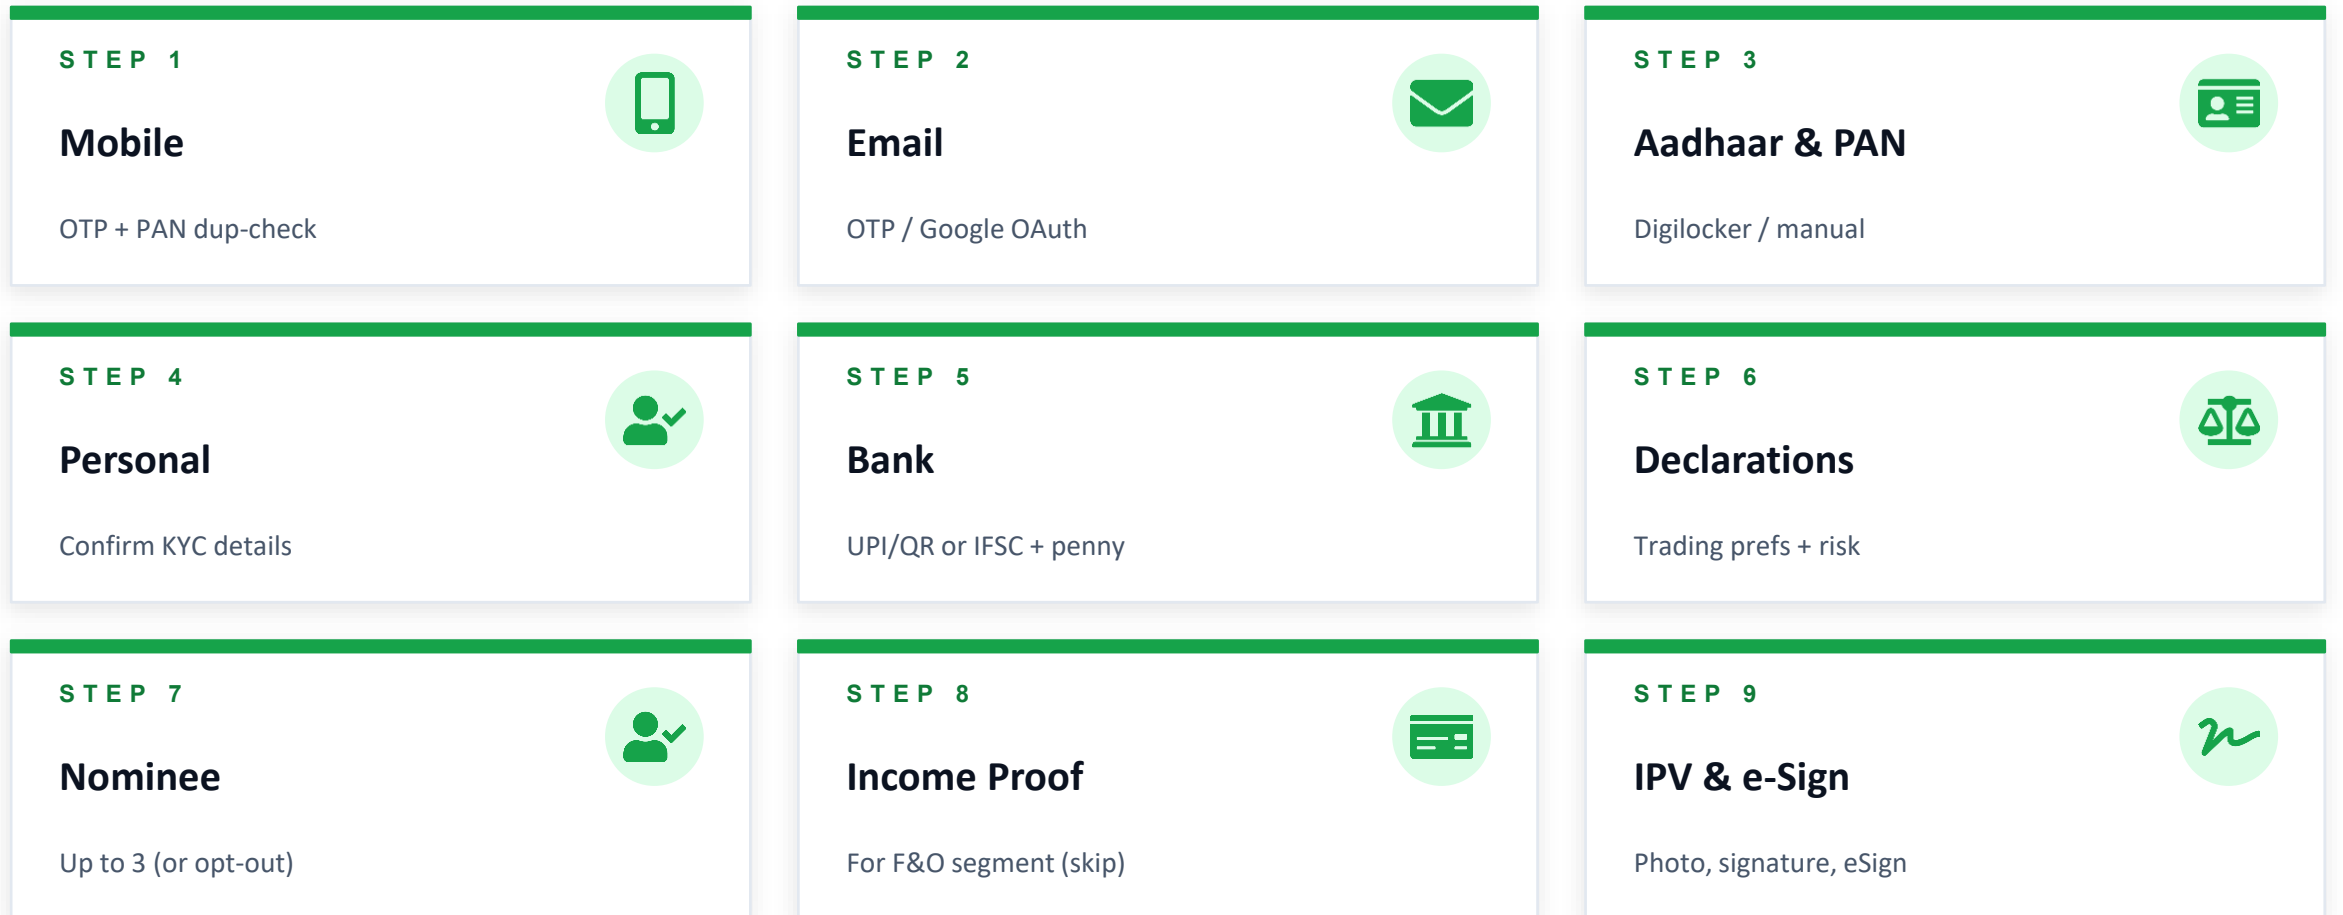 STEP 1
Mobile
OTP + PAN dup-check
STEP 2
Email
OTP / Google OAuth
STEP 3
Aadhaar & PAN
Digilocker / manual
STEP 4
Personal
Confirm KYC details
STEP 5
Bank
UPI/QR or IFSC + penny
STEP 6
Declarations
Trading prefs + risk
STEP 7
Nominee
Up to 3 (or opt-out)
STEP 8
Income Proof
For F&O segment (skip)
STEP 9
IPV & e-Sign
Photo, signature, eSign